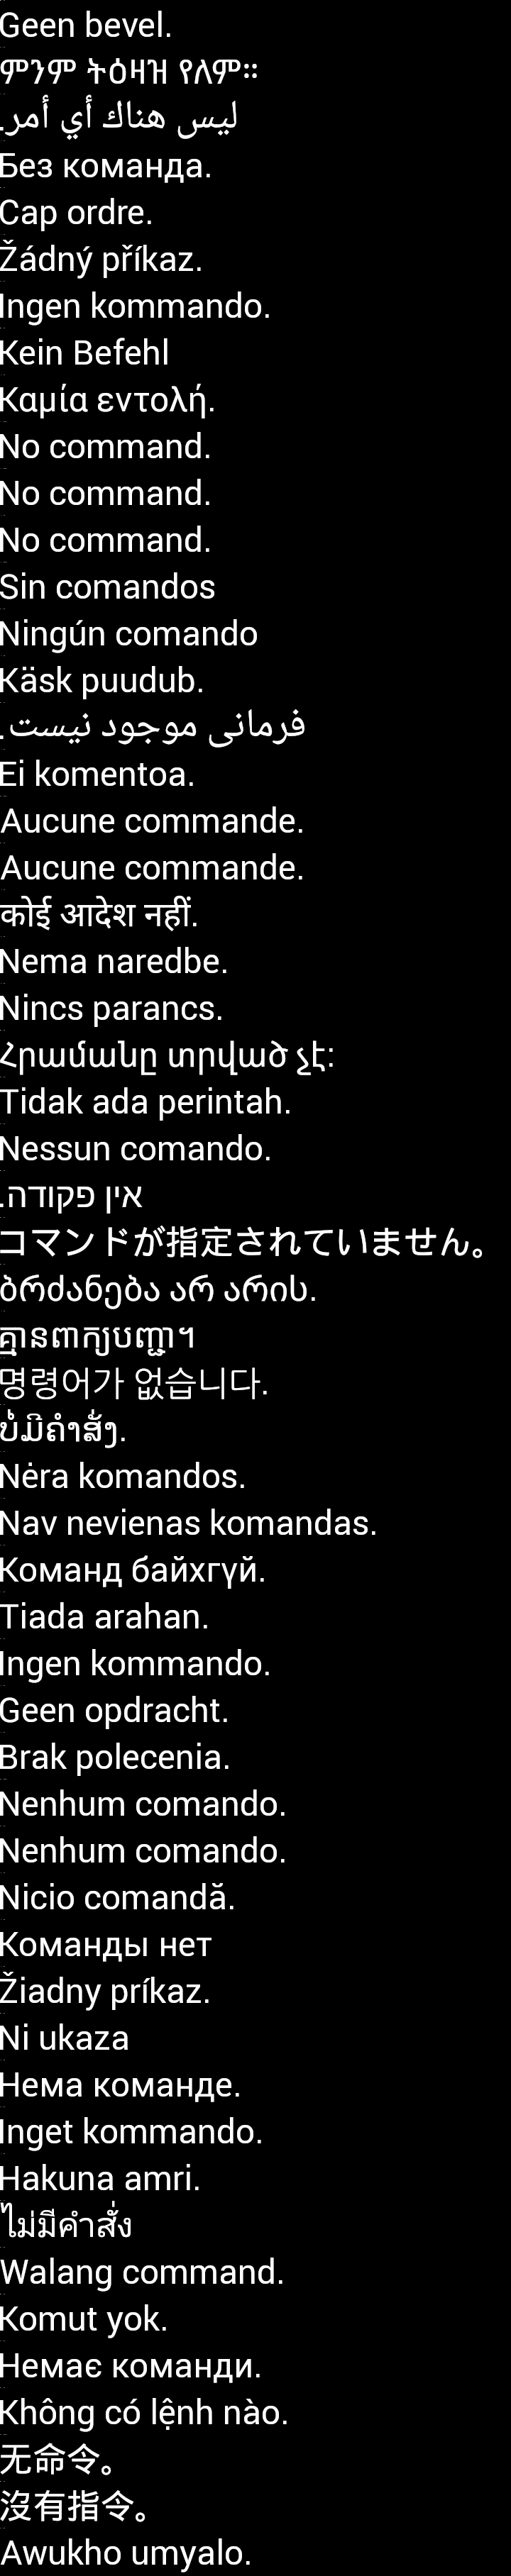 Geen bevel.
ምንም ትዕዛዝ የለም።
ليس هناك أي أمر.
Без команда.
Cap ordre.
Žádný příkaz.
Ingen kommando.
Kein Befehl
Καμία εντολή.
No command.
No command.
No command.
Sin comandos
Ningún comando
Käsk puudub.
فرمانی موجود نیست.
Ei komentoa.
Aucune commande.
Aucune commande.
कोई आदेश नहीं.
Nema naredbe.
Nincs parancs.
Հրամանը տրված չէ:
Tidak ada perintah.
Nessun comando.
אין פקודה.
コマンドが指定されていません。
ბრძანება არ არის.
គ្មាន​ពាក្យ​បញ្ជា។
명령어가 없습니다.
ບໍ່ມີຄຳສັ່ງ.
Nėra komandos.
Nav nevienas komandas.
Команд байхгүй.
Tiada arahan.
Ingen kommando.
Geen opdracht.
Brak polecenia.
Nenhum comando.
Nenhum comando.
Nicio comandă.
Команды нет
Žiadny príkaz.
Ni ukaza
Нема команде.
Inget kommando.
Hakuna amri.
ไม่มีคำสั่ง
Walang command.
Komut yok.
Немає команди.
Không có lệnh nào.
无命令。
沒有指令。
Awukho umyalo.